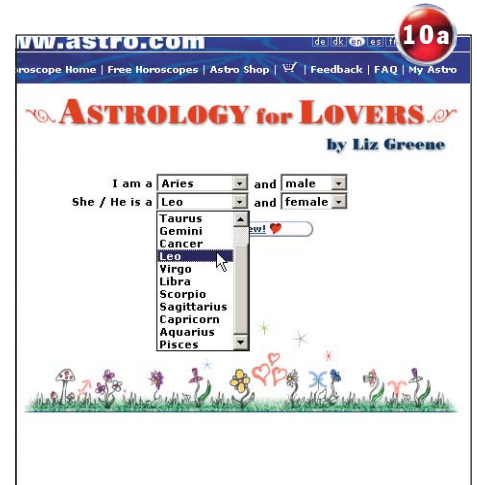 10a
ww.astro.com de dk en es f
oroscope Home | Free Horoscopes | Astro Shop | | Feedback | FAQ | My Astro
ASTROLOGY for LOVERS
by Liz Greene
I am a Aries and male
She / He is a Leo and female
Taurus
Gemini ew!
Cancer
Leo
Virgo
Libra
Scorpio
Sagittarius
Capricorn
Aquarius
Pisces